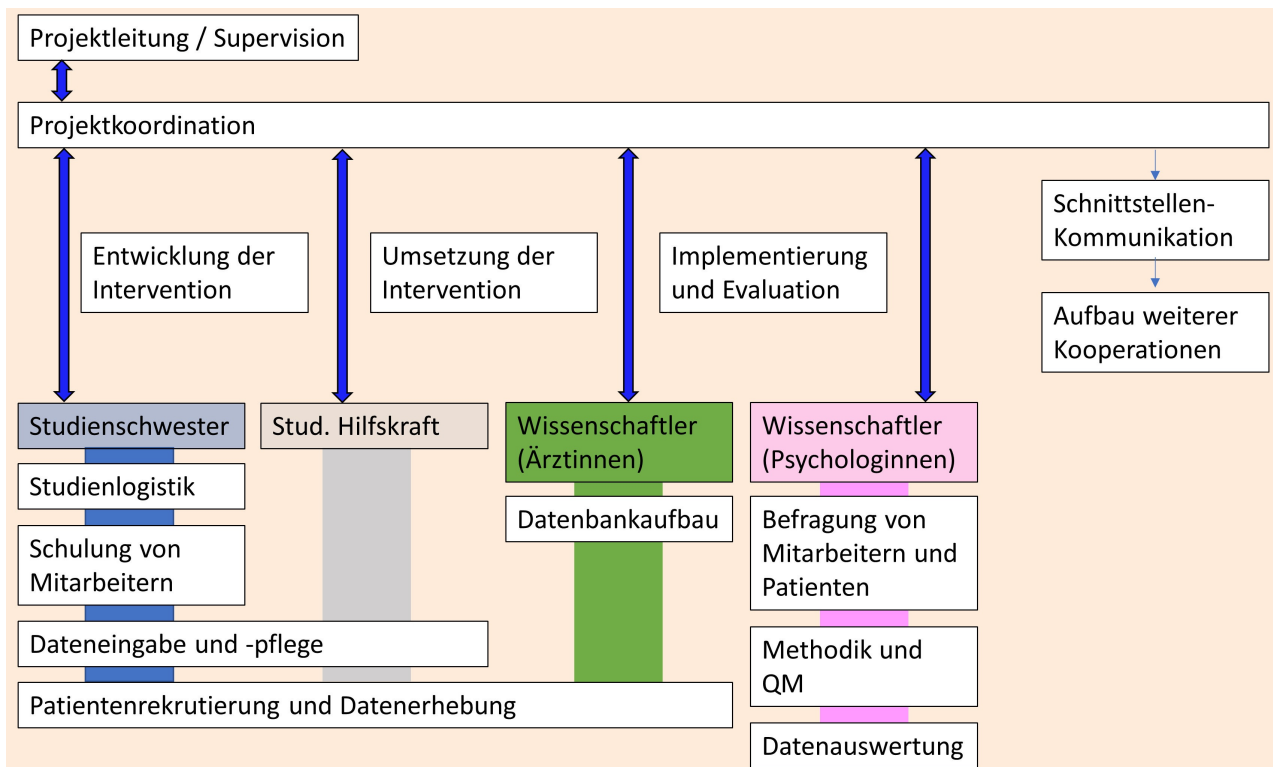 Projektleitung / Supervision
Projektkoordination
Schnittstellen-
Kommunikation
Entwicklung der
Intervention
Umsetzung der
Intervention
Implementierung
und Evaluation
Aufbau weiterer
Kooperationen
Studienschwester
Stud. Hilfskraft
Wissenschaftler
(Ärztinnen)
Wissenschaftler
(Psychologinnen)
Studienlogistik
Datenbankaufbau
Befragung von
Mitarbeitern und
Patienten
Schulung von
Mitarbeitern
Dateneingabe und -pflege
Methodik und
QM
Patientenrekrutierung und Datenerhebung
Datenauswertung